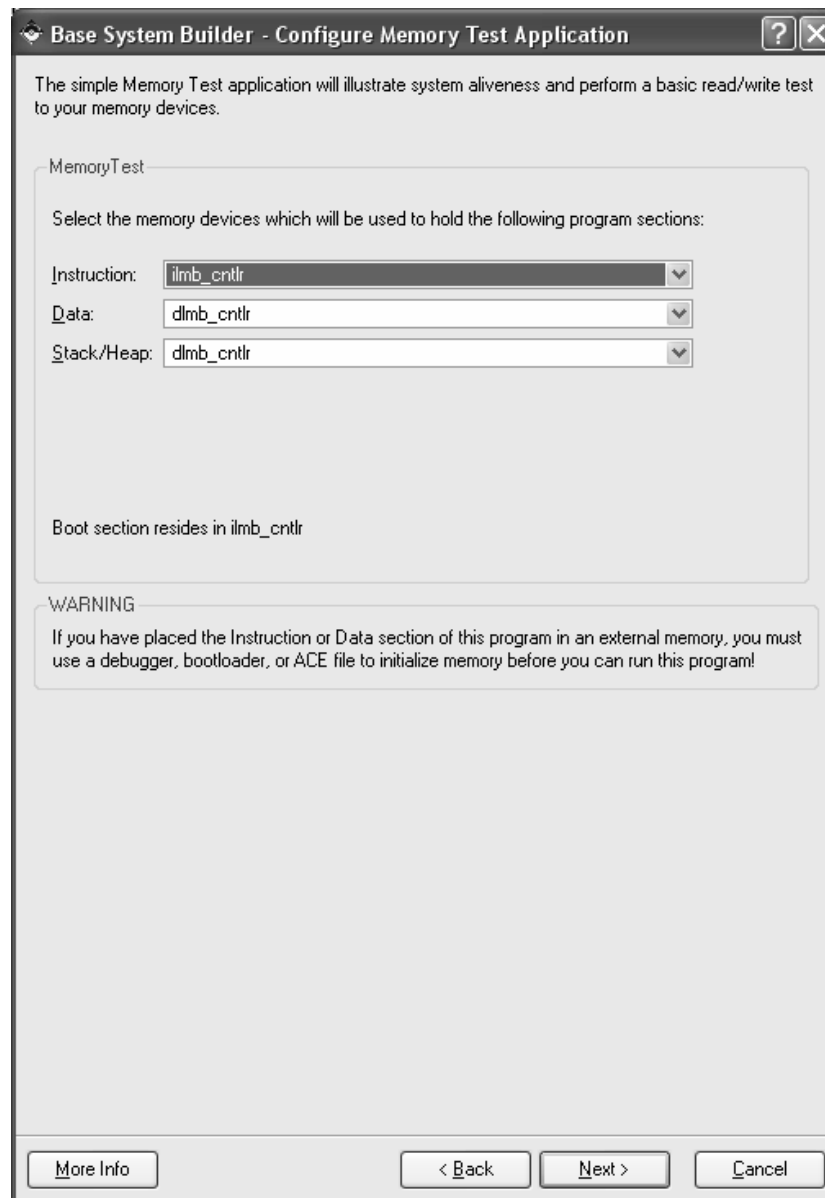 Base System Builder - Configure Memory Test Application
The simple Memory Test application will illustrate system aliveness and perform a basic read/write test
to your memory devices.
MemoryTest
Select the memory devices which will be used to hold the following program sections:
Instruction: ilmb_cntlr
Data: dlmb_cntlr
Stack/Heap: dlmb_cntlr
Boot section resides in ilmb_cntlr
WARNING
If you have placed the Instruction or Data section of this program in an external memory, you must
use a debugger, bootloader, or ACE file to initialize memory before you can run this program!
More Info < Back Next > Cancel